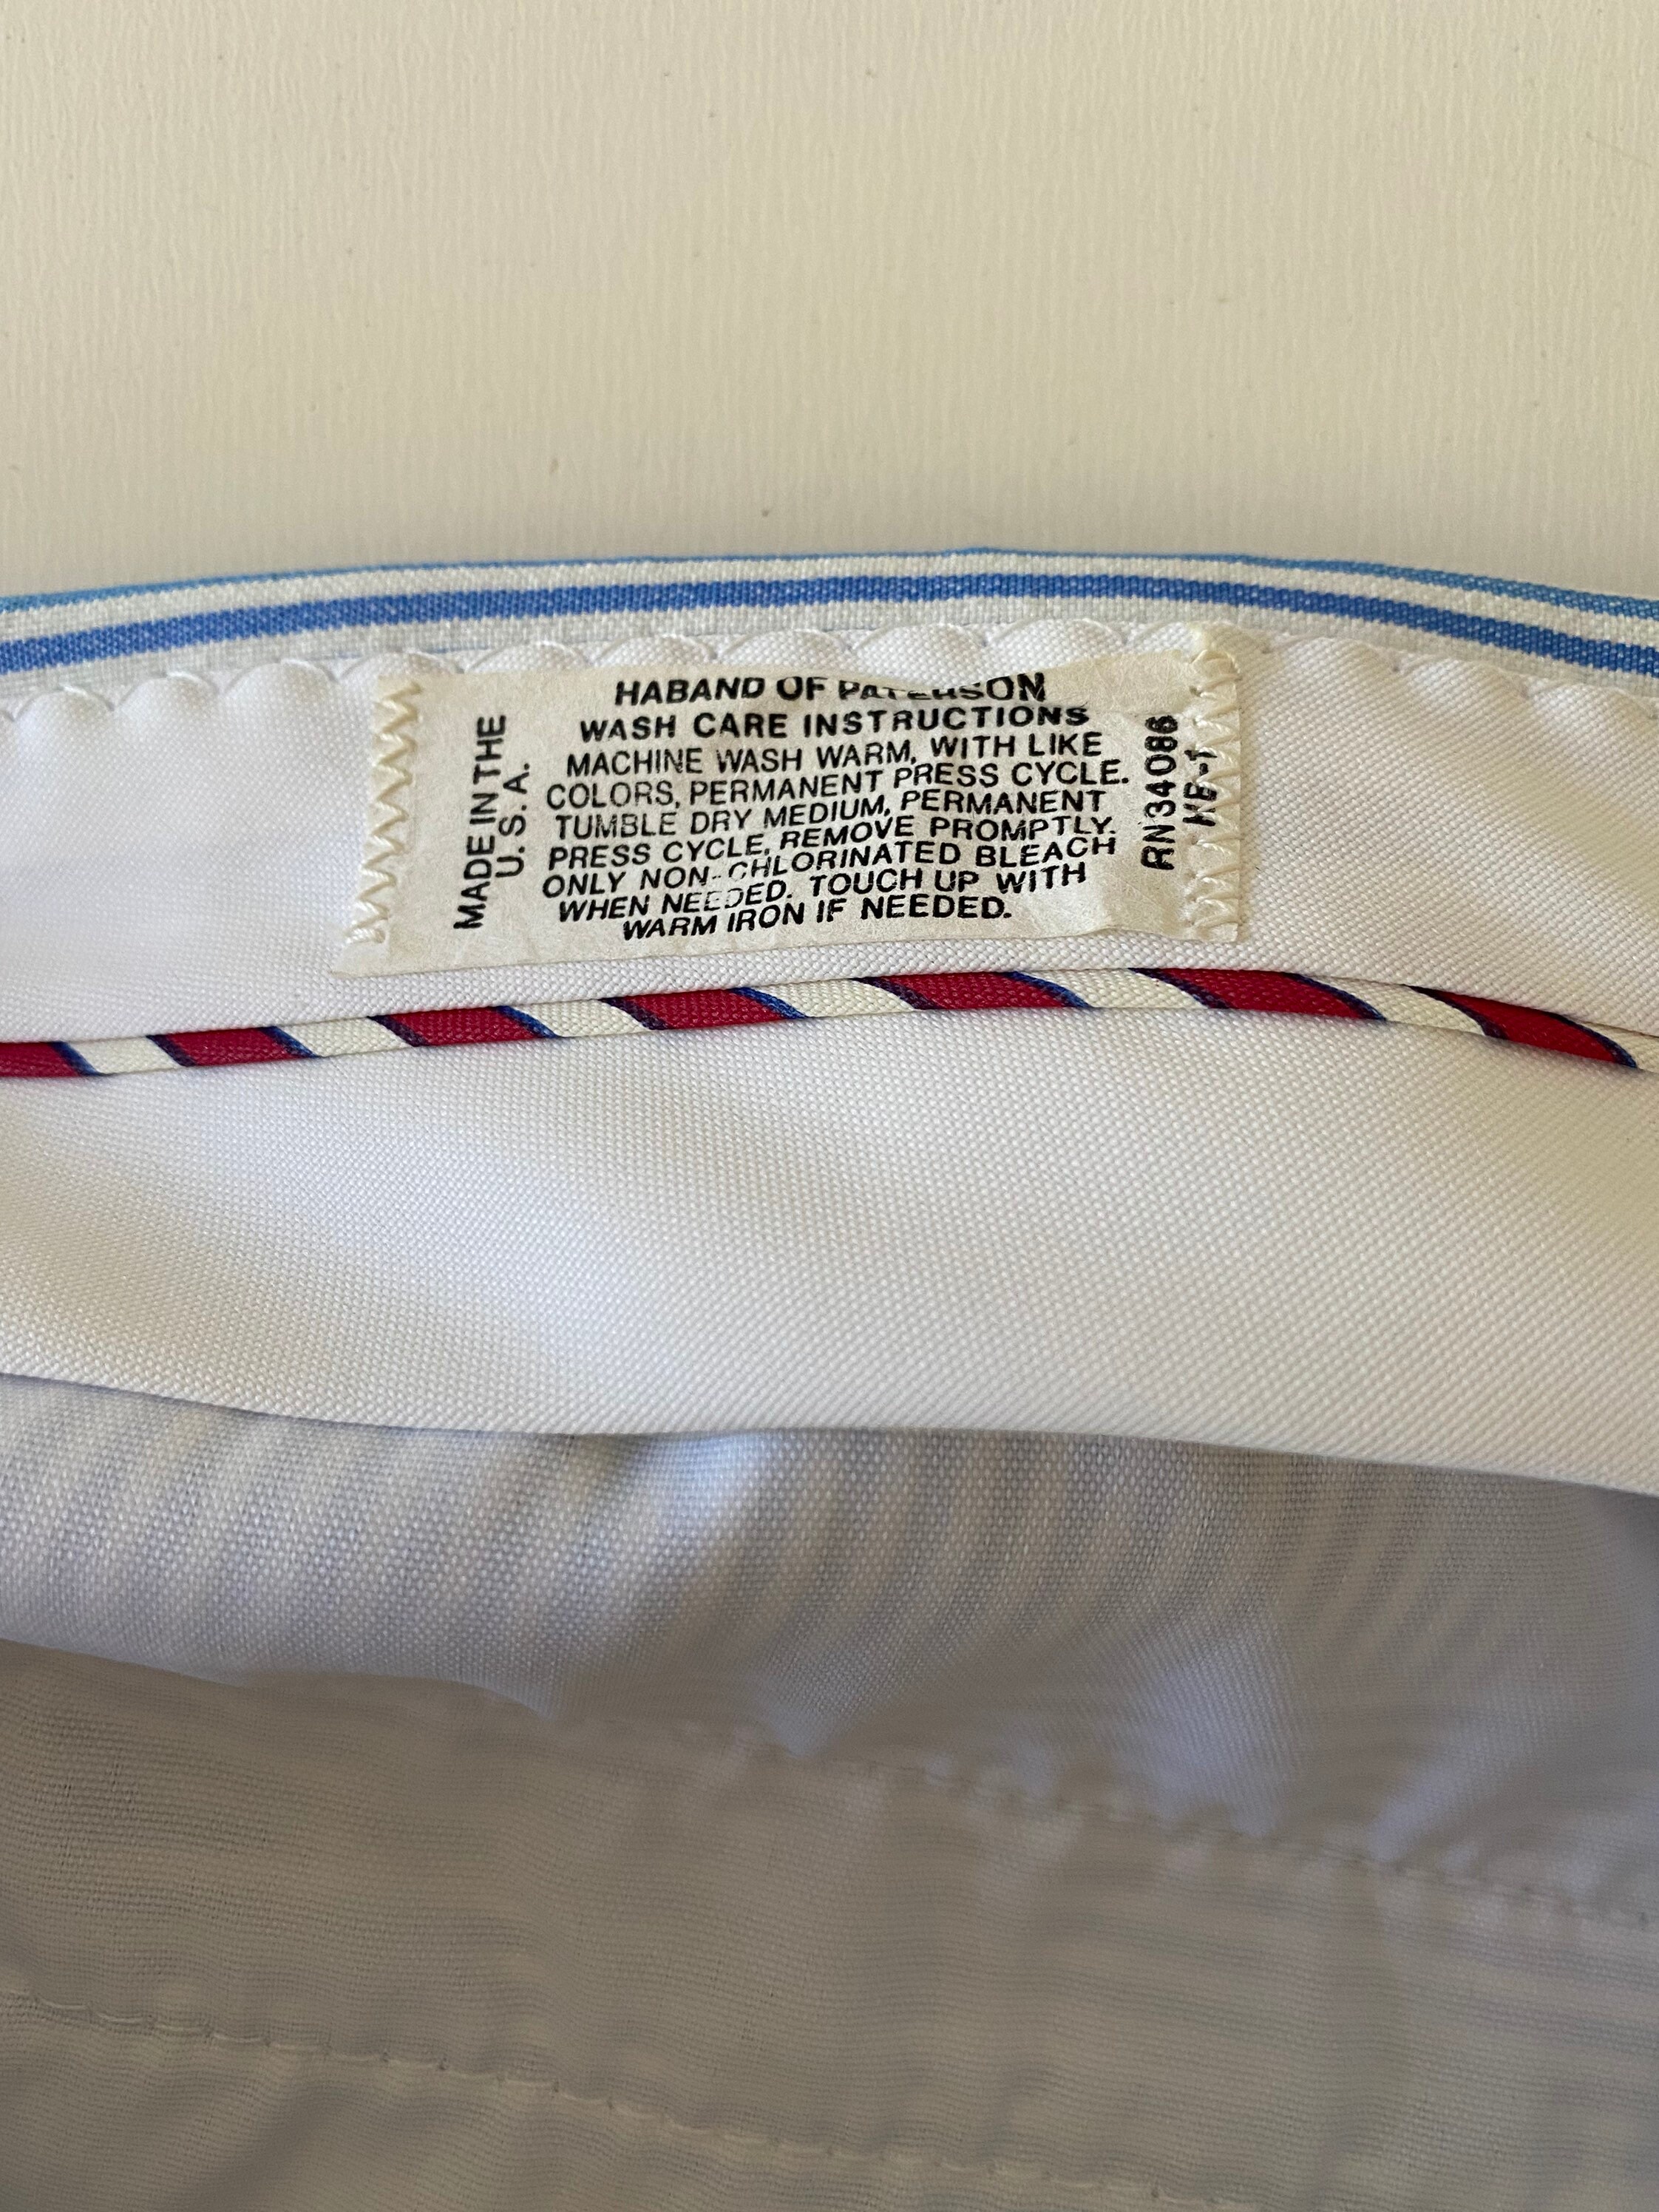 HABAND OF PATERSON
WASH CARE INSTRUCTIONS
MACHINE WASH WARM, WITH LIKE
COLORS, PERMANENT PRESS CYCLE.
TUMBLE DRY MEDIUM, PERMANENT
PRESS CYCLE, REMOVE PROMPTLY.
ONLY NON-CHLORINATED BLEACH
WHEN NEEDED. TOUCH UP WITH
WARM IRON IF NEEDED.
MADE IN THE
U.S.A.
RN34086